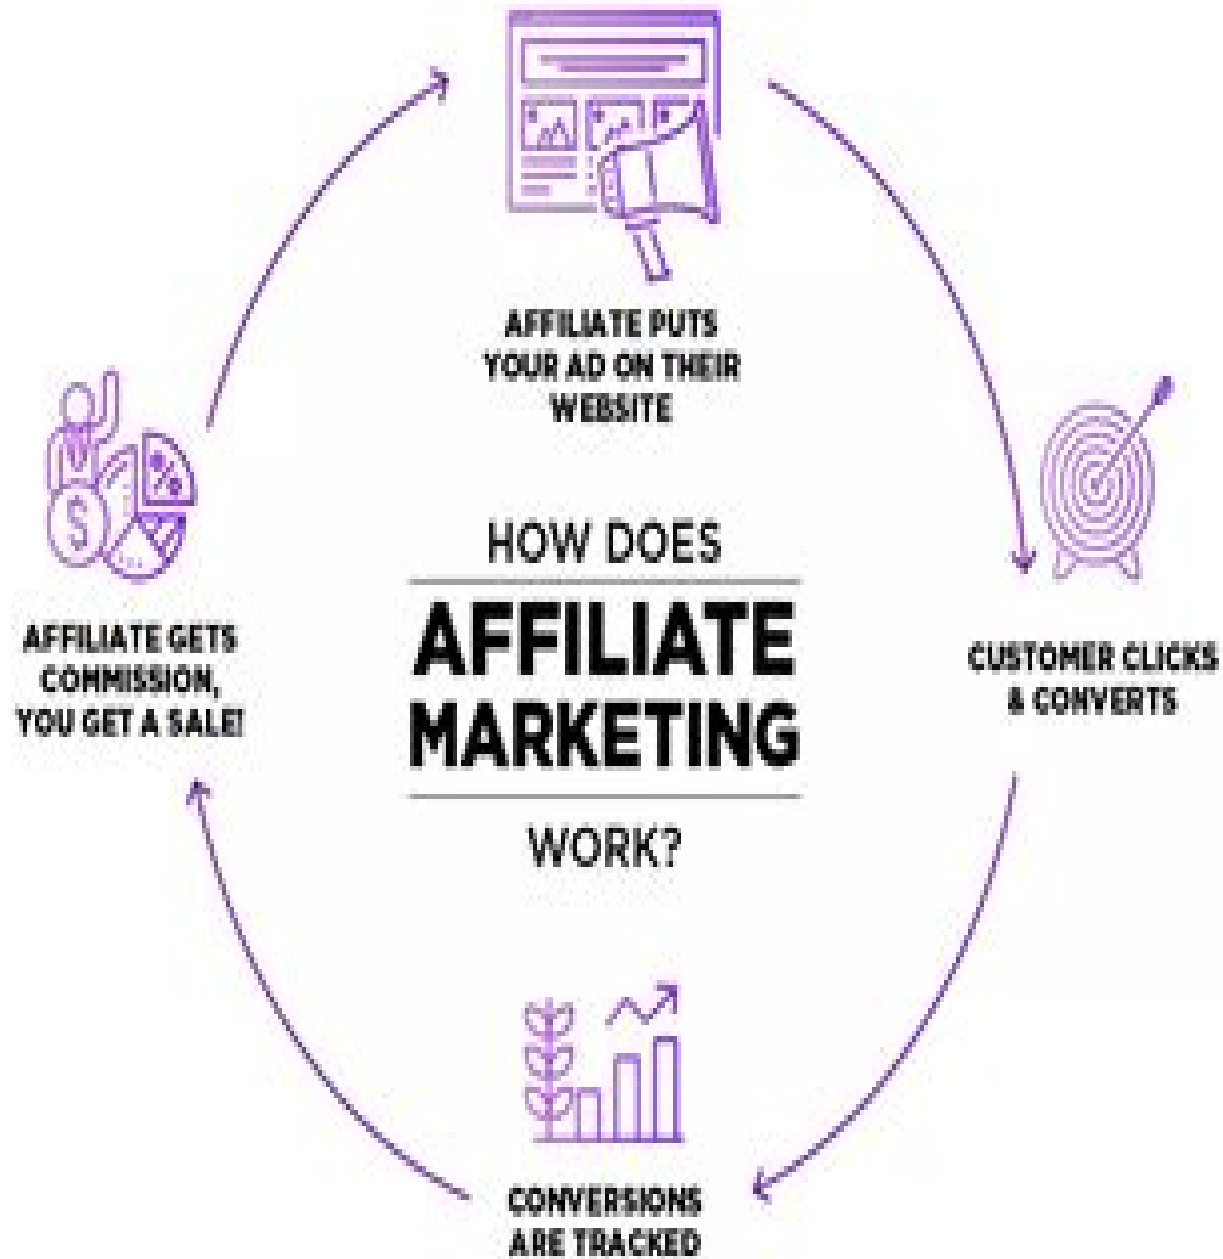 AFFILIATE PUTS
YOUR AD ON THEIR
WEBSITE
HOW DOES
AFFILIATE
MARKETING
WORK?
AFFILIATE GETS
COMMISSION,
YOU GET A SALE!
CUSTOMER CLICKS
& CONVERTS
CONVERSIONS
ARE TRACKED
%
$